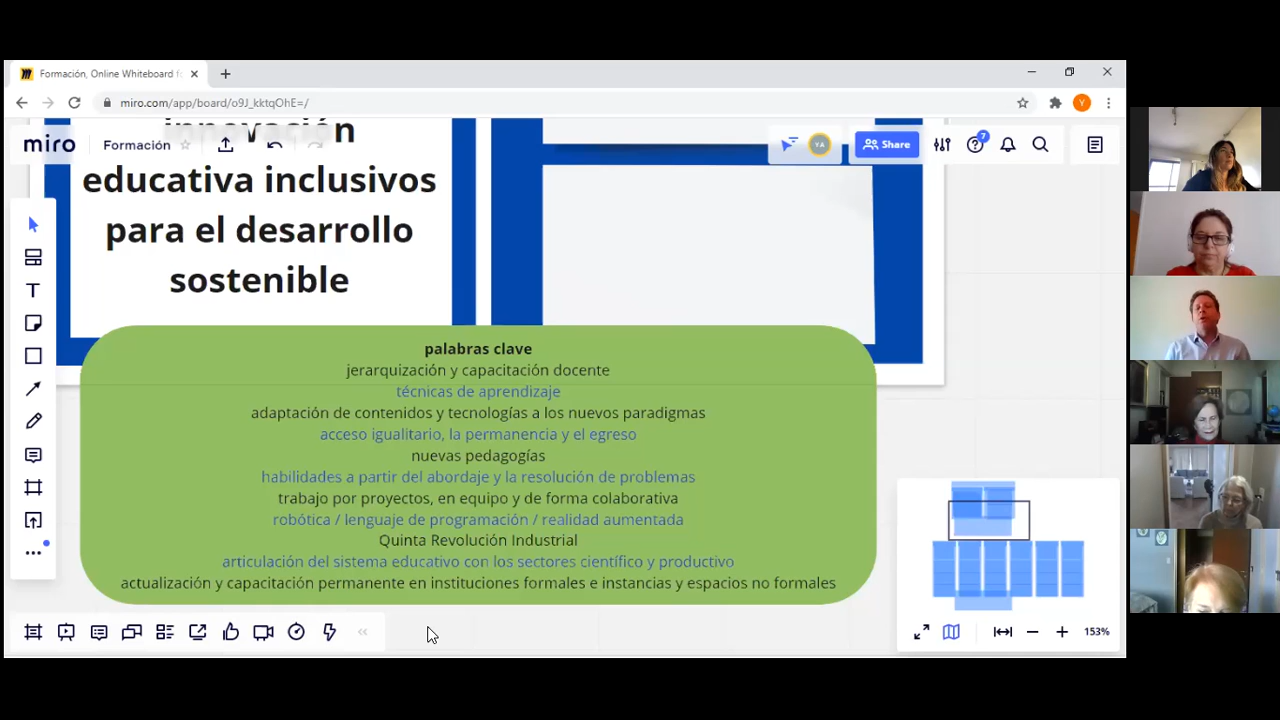 Formación, Online Whiteboard fo
miro.com/app/board/o9J_kktqOhE=/
Y
miro
Formación
YA
Share
7
innovación
educativa inclusivos
para el desarrollo
sostenible
palabras clave
jerarquización y capacitación docente
técnicas de aprendizaje
adaptación de contenidos y tecnologías a los nuevos paradigmas
acceso igualitario, la permanencia y el egreso
nuevas pedagogías
habilidades a partir del abordaje y la resolución de problemas
trabajo por proyectos, en equipo y de forma colaborativa
robótica / lenguaje de programación / realidad aumentada
Quinta Revolución Industrial
articulación del sistema educativo con los sectores científico y productivo
actualización y capacitación permanente en instituciones formales e instancias y espacios no formales
153%